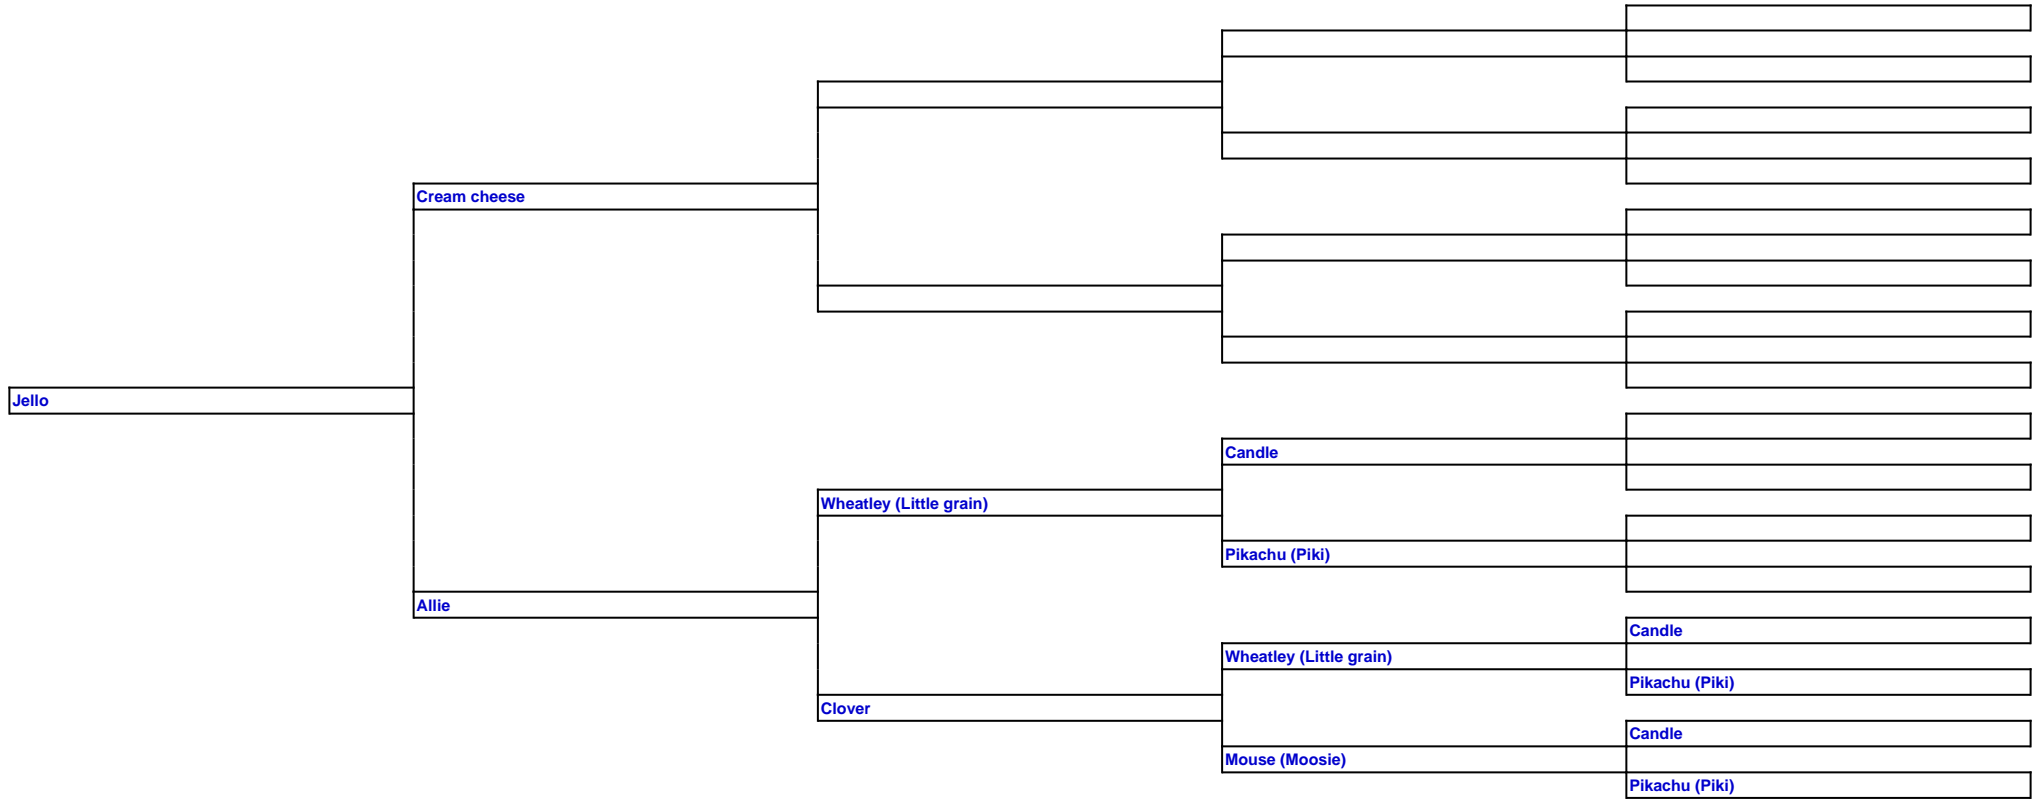 Cream cheese
Jello
Candle
Wheatley (Little grain)
Pikachu (Piki)
Allie
Candle
Wheatley (Little grain)
Pikachu (Piki)
Clover
Candle
Mouse (Moosie)
Pikachu (Piki)